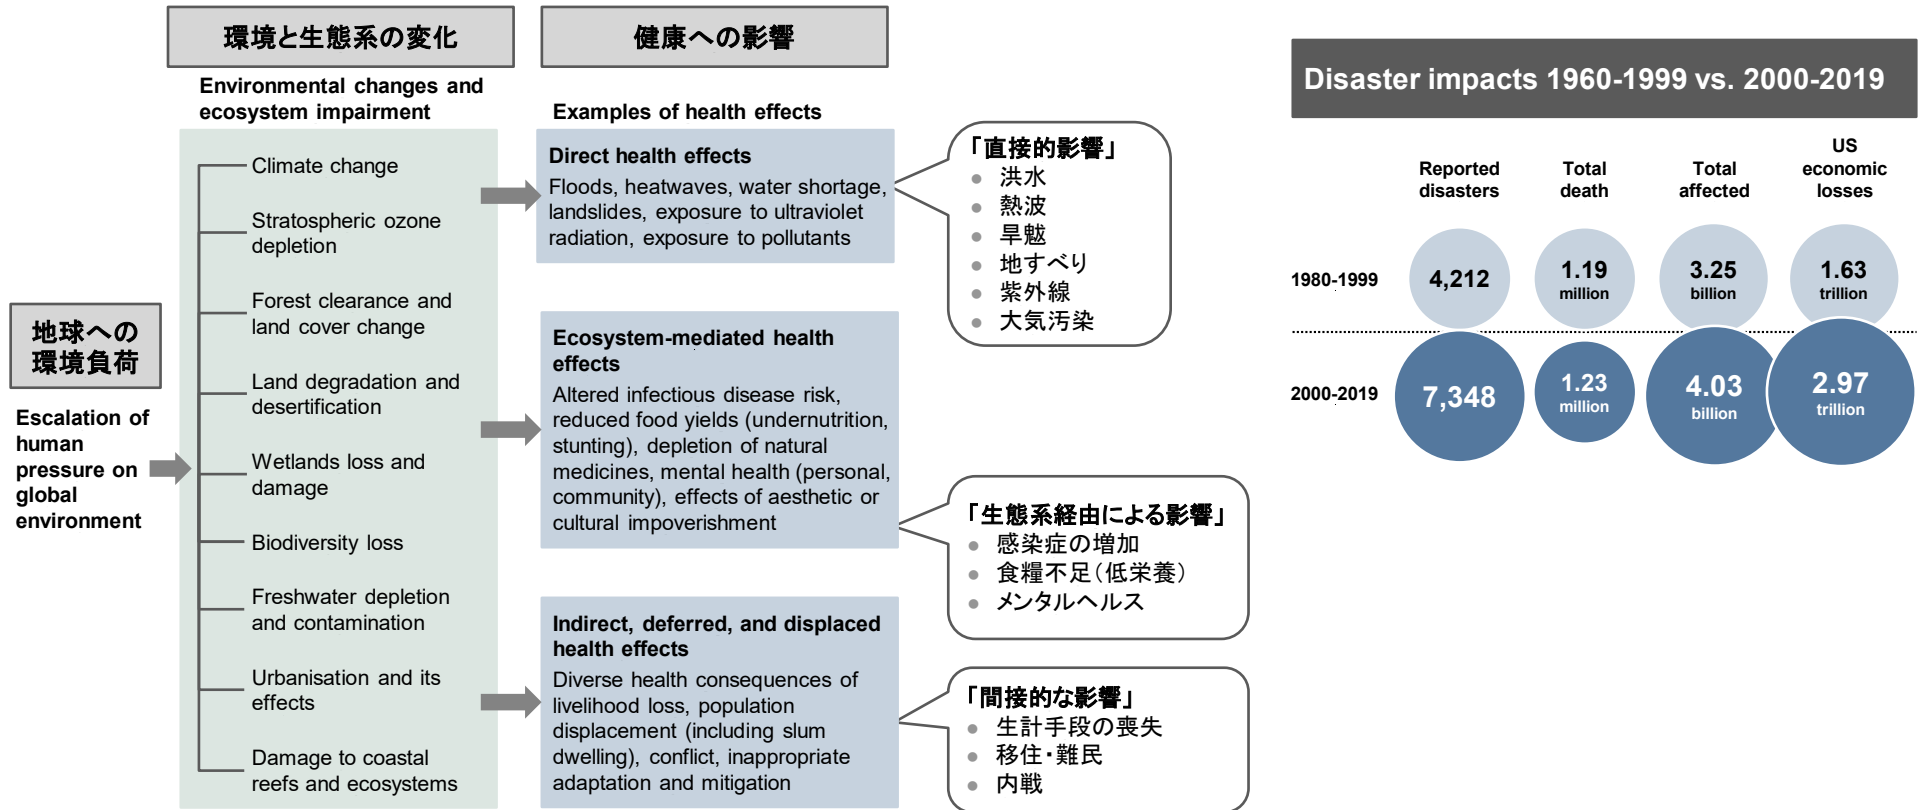 地球への
環境負荷
Escalation of
human
pressure on
global
environment
環境と生態系の変化
Environmental changes and
ecosystem impairment
Climate change
Stratospheric ozone
depletion
Forest clearance and
land cover change
Land degradation and
desertification
Wetlands loss and
damage
Biodiversity loss
Freshwater depletion
and contamination
Urbanisation and its
effects
Damage to coastal
reefs and ecosystems
健康への影響
Examples of health effects
Direct health effects
Floods, heatwaves, water shortage,
landslides, exposure to ultraviolet
radiation, exposure to pollutants
「直接的影響」
● 洪水
● 熱波
● 旱魃
● 地すべり
● 紫外線
● 大気汚染
Ecosystem-mediated health
effects
Altered infectious disease risk,
reduced food yields (undernutrition,
stunting), depletion of natural
medicines, mental health (personal,
community), effects of aesthetic or
cultural impoverishment
「生態系経由による影響」
● 感染症の増加
● 食糧不足(低栄養)
● メンタルヘルス
Indirect, deferred, and displaced
health effects
Diverse health consequences of
livelihood loss, population
displacement (including slum
dwelling), conflict, inappropriate
adaptation and mitigation
「間接的な影響」
● 生計手段の喪失
● 移住・難民
● 内戦
Disaster impacts 1960-1999 vs. 2000-2019
Reported
disasters
Total
death
Total
affected
US
economic
losses
1980-1999
4,212
1.19
million
3.25
billion
1.63
trillion
2000-2019
7,348
1.23
million
4.03
billion
2.97
trillion